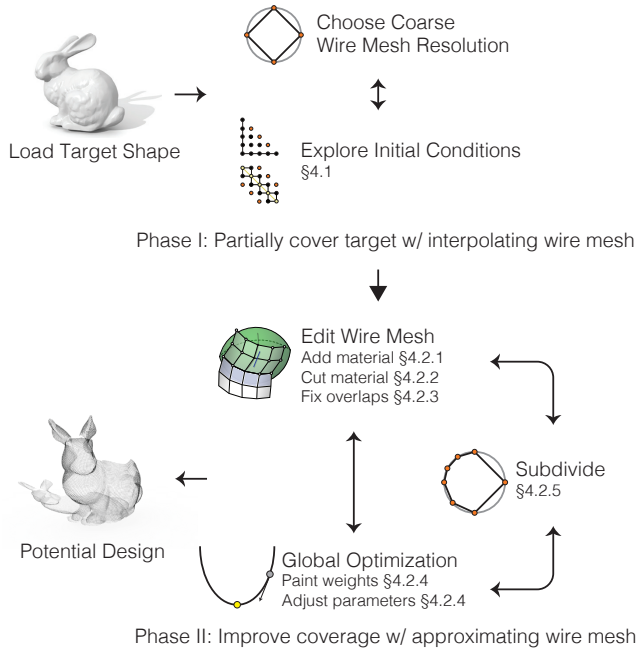 Choose Coarse
Wire Mesh Resolution
Load Target Shape
Explore Initial Conditions
§4.1
Phase I: Partially cover target w/ interpolating wire mesh
Edit Wire Mesh
Add material §4.2.1
Cut material §4.2.2
Fix overlaps §4.2.3
Subdivide
§4.2.5
Potential Design
Global Optimization
Paint weights §4.2.4
Adjust parameters §4.2.4
Phase II: Improve coverage w/ approximating wire mesh